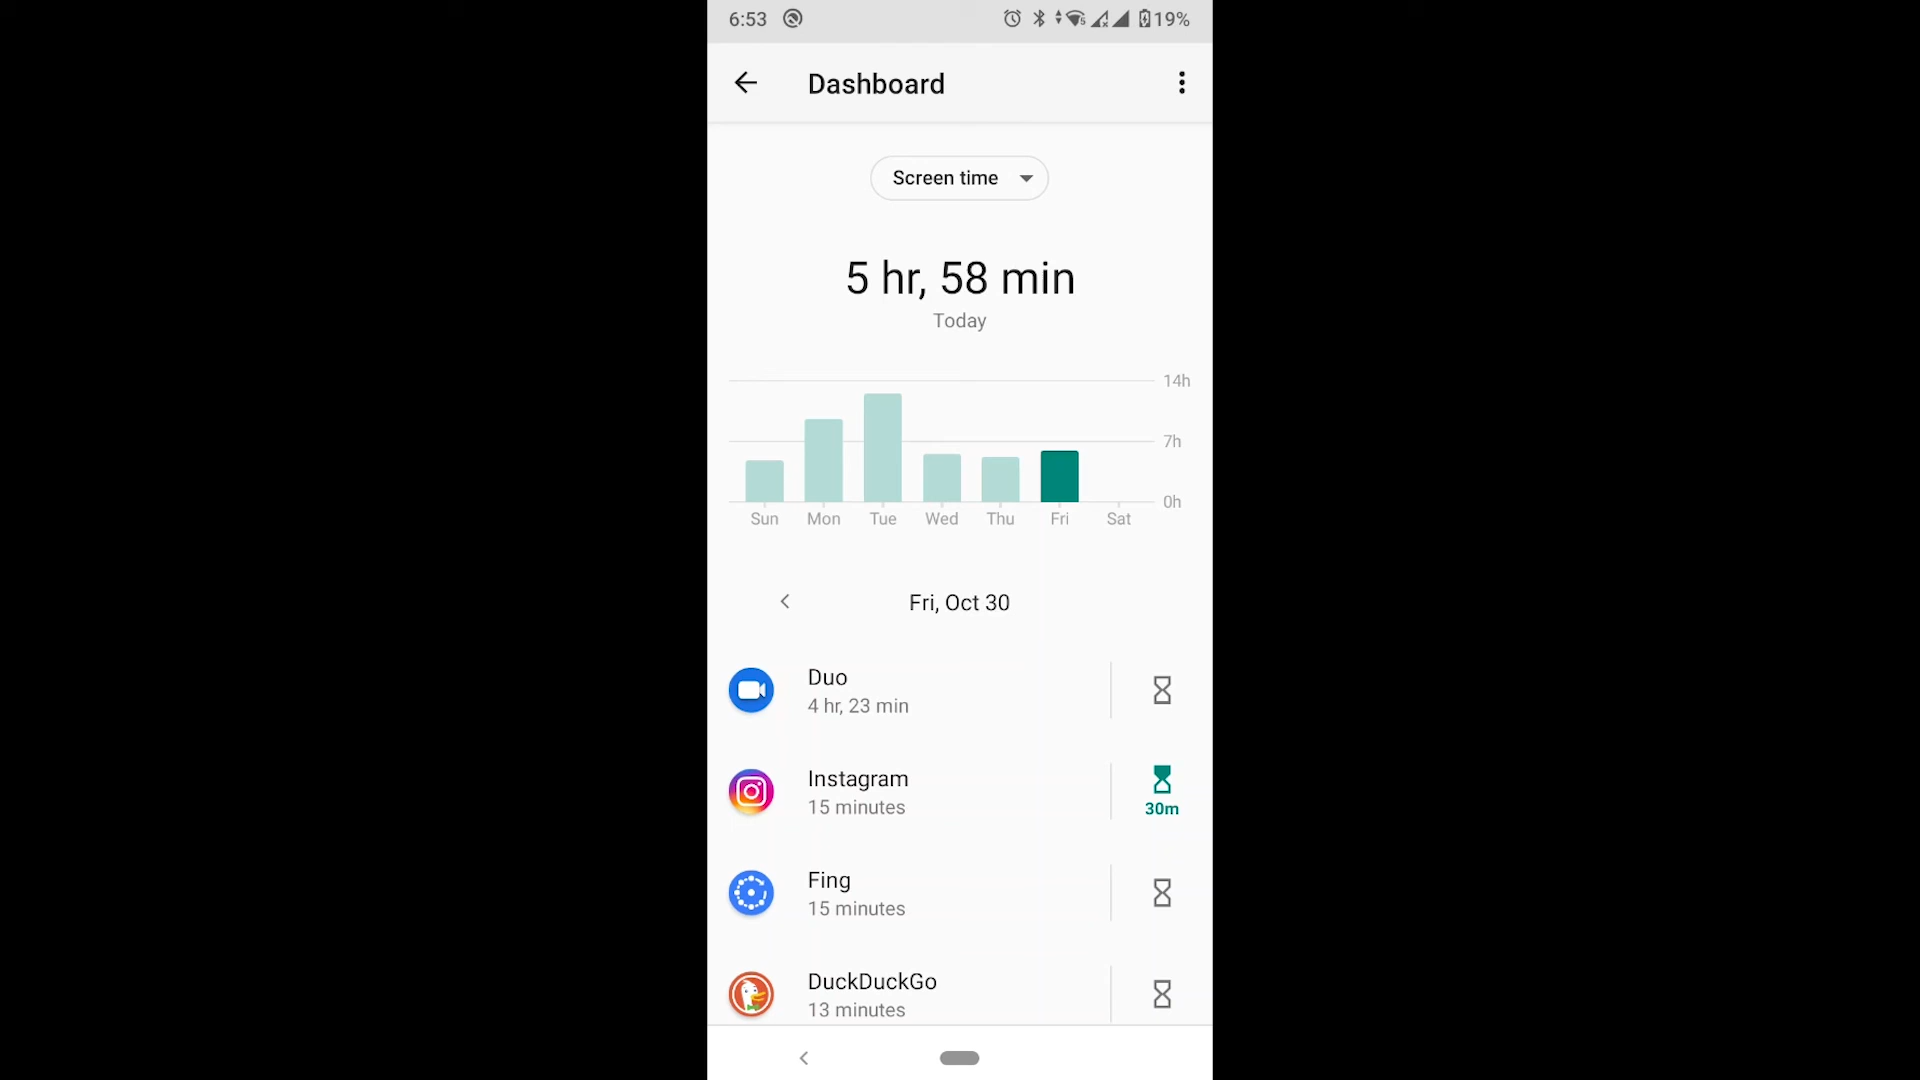 6:53 19%
Dashboard
Screen time
5 hr, 58 min
Today
14h
7h
0h
Sun Mon Tue Wed Thu Fri Sat
Fri, Oct 30
Duo
4 hr, 23 min
Instagram
15 minutes
30m
Fing
15 minutes
DuckDuckGo
13 minutes